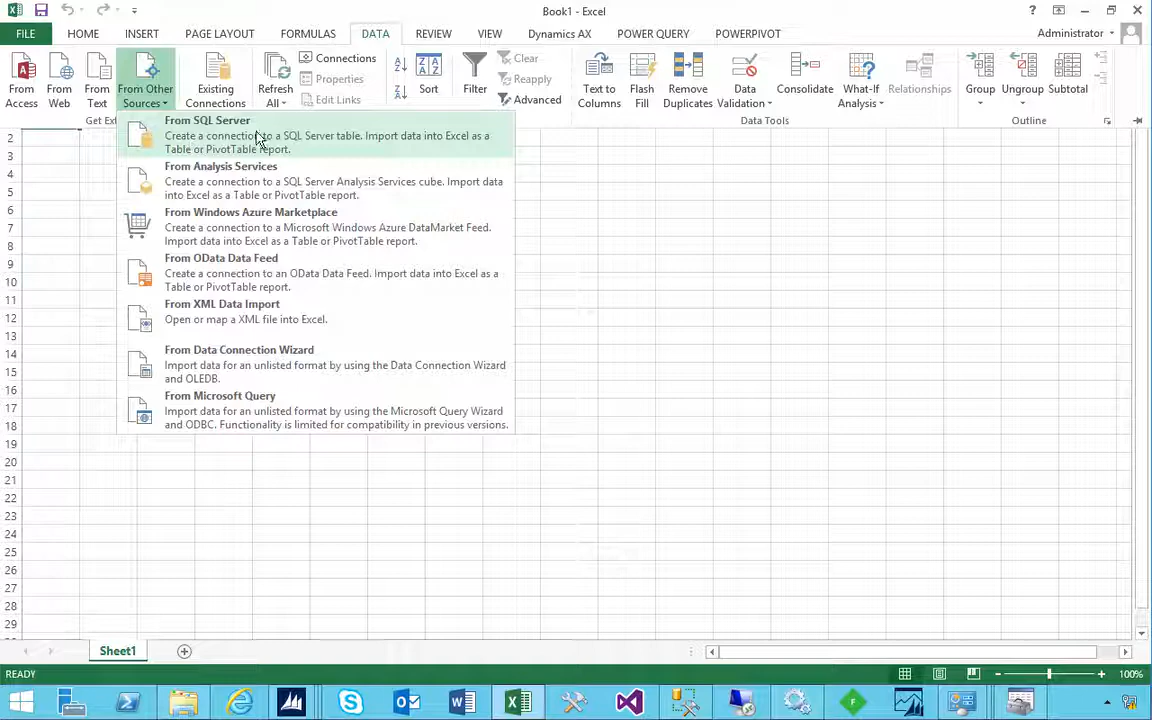 Book1 - Excel
FILE HOME INSERT PAGE LAYOUT FORMULAS DATA REVIEW VIEW Dynamics AX POWER QUERY POWERPIVOT Administrator
From Access
From Web
From Text
From Other Sources
Existing Connections
Refresh All
Connections
Properties
Edit Links
Sort
Filter
Clear
Reapply
Advanced
Text to Columns
Flash Fill
Remove Duplicates
Data Validation
Consolidate
What-If Analysis
Relationships
Group
Ungroup
Subtotal
Get Ex
Data Tools
Outline
From SQL Server
Create a connection to a SQL Server table. Import data into Excel as a
Table or PivotTable report.
From Analysis Services
Create a connection to a SQL Server Analysis Services cube. Import data
into Excel as a Table or PivotTable report.
From Windows Azure Marketplace
Create a connection to a Microsoft Windows Azure DataMarket Feed.
Import data into Excel as a Table or PivotTable report.
From OData Data Feed
Create a connection to an OData Data Feed. Import data into Excel as a
Table or PivotTable report.
From XML Data Import
Open or map a XML file into Excel.
From Data Connection Wizard
Import data for an unlisted format by using the Data Connection Wizard
and OLEDB.
From Microsoft Query
Import data for an unlisted format by using the Microsoft Query Wizard
and ODBC. Functionality is limited for compatibility in previous versions.
2
3
4
5
6
7
8
9
10
11
12
13
14
15
16
17
18
19
20
21
22
23
24
25
26
27
28
29
Sheet1
READY
100%